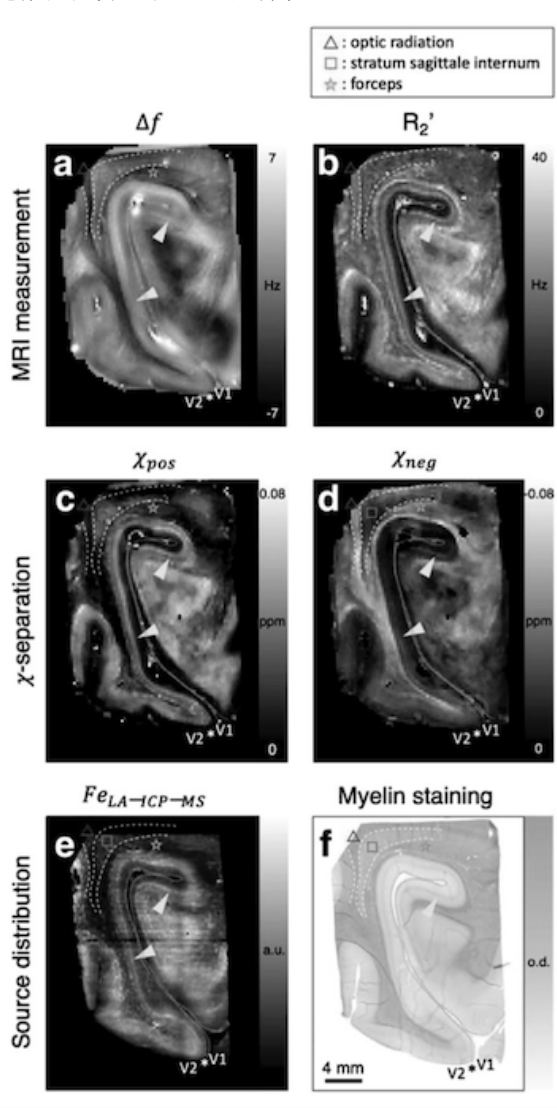 △ : optic radiation
□ : stratum sagittale internum
☆ : forceps
Δf
R₂’
MRI measurement
a
7
Hz
-7
V2 * V1
b
40
Hz
0
V2 * V1
χpos
χneg
χ-separation
c
0.08
ppm
0
V2 * V1
d
-0.08
ppm
0
V2 * V1
Fe LA−ICP−MS
Myelin staining
Source distribution
e
a.u.
V2 * V1
f
o.d.
4 mm
V2 * V1